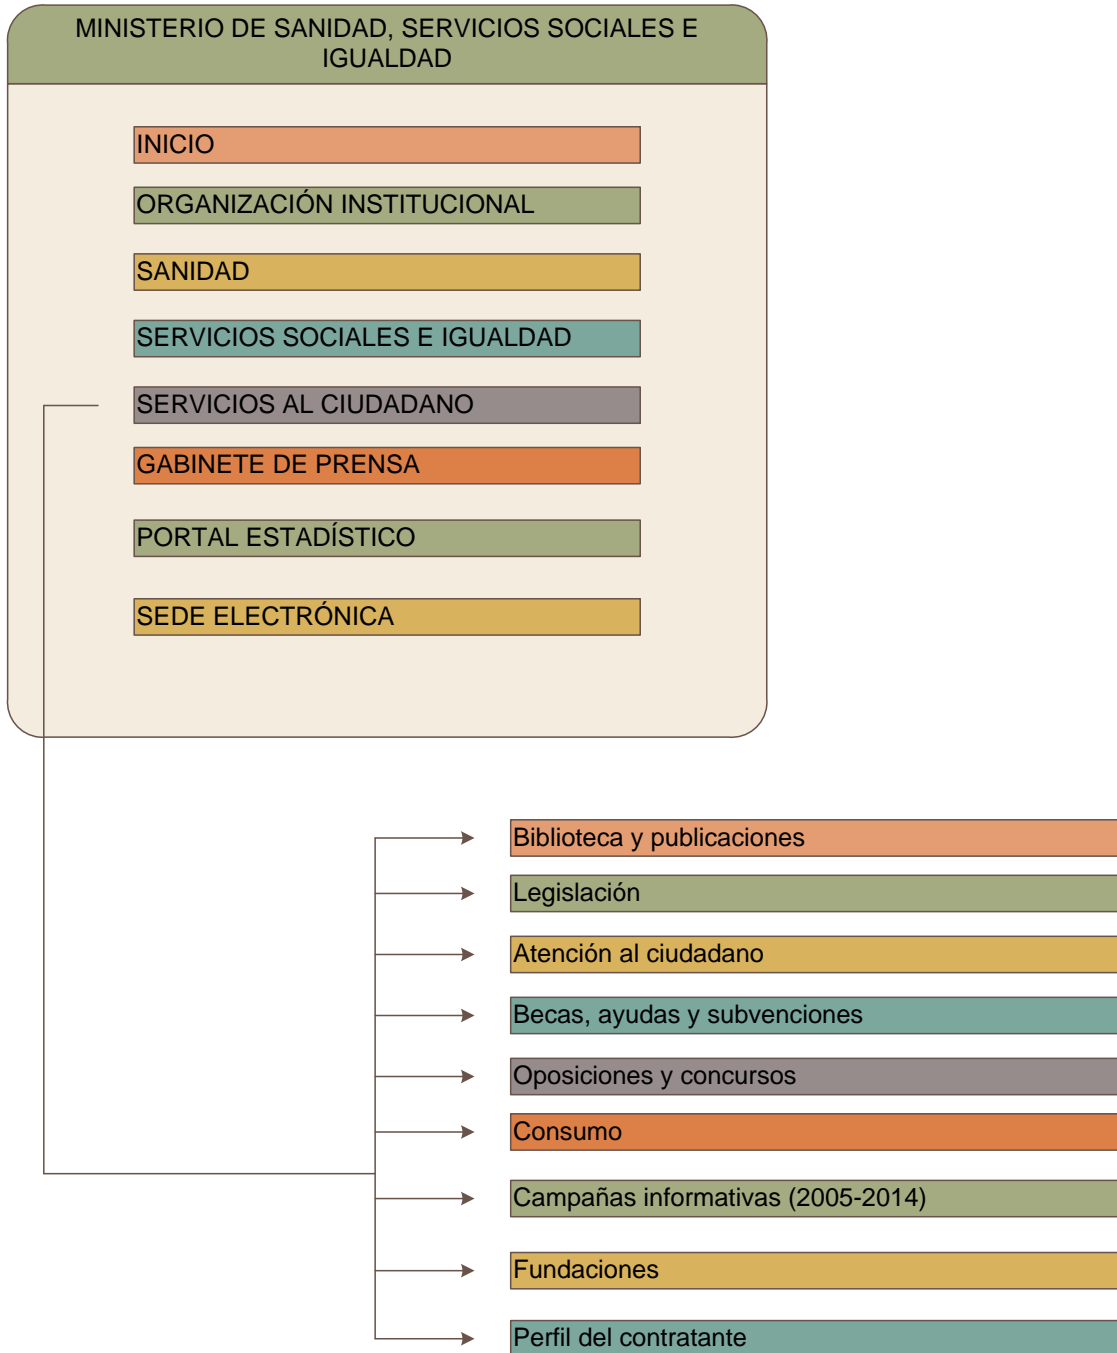 MINISTERIO DE SANIDAD, SERVICIOS SOCIALES E
IGUALDAD
INICIO
ORGANIZACIÓN INSTITUCIONAL
SANIDAD
SERVICIOS SOCIALES E IGUALDAD
SERVICIOS AL CIUDADANO
GABINETE DE PRENSA
PORTAL ESTADÍSTICO
SEDE ELECTRÓNICA
Biblioteca y publicaciones
Legislación
Atención al ciudadano
Becas, ayudas y subvenciones
Oposiciones y concursos
Consumo
Campañas informativas (2005-2014)
Fundaciones
Perfil del contratante